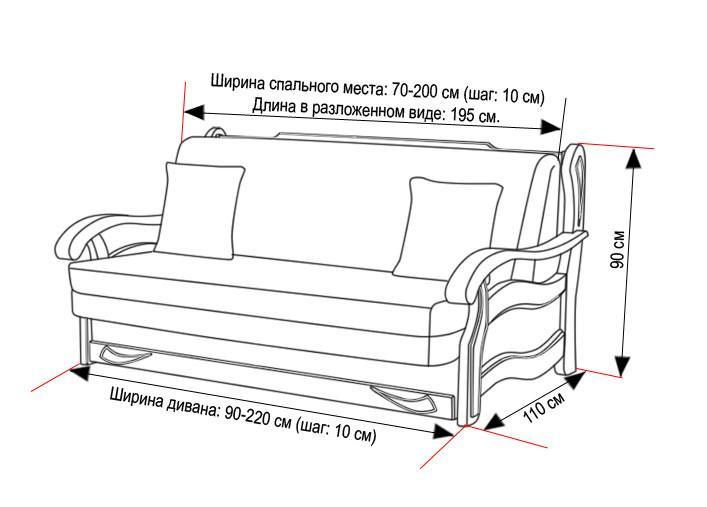 Ширина спального места: 70-200 см (шаг: 10 см)
Длина в разложенном виде: 195 см.
90 см
110 см
Ширина дивана: 90-220 см (шаг: 10 см)